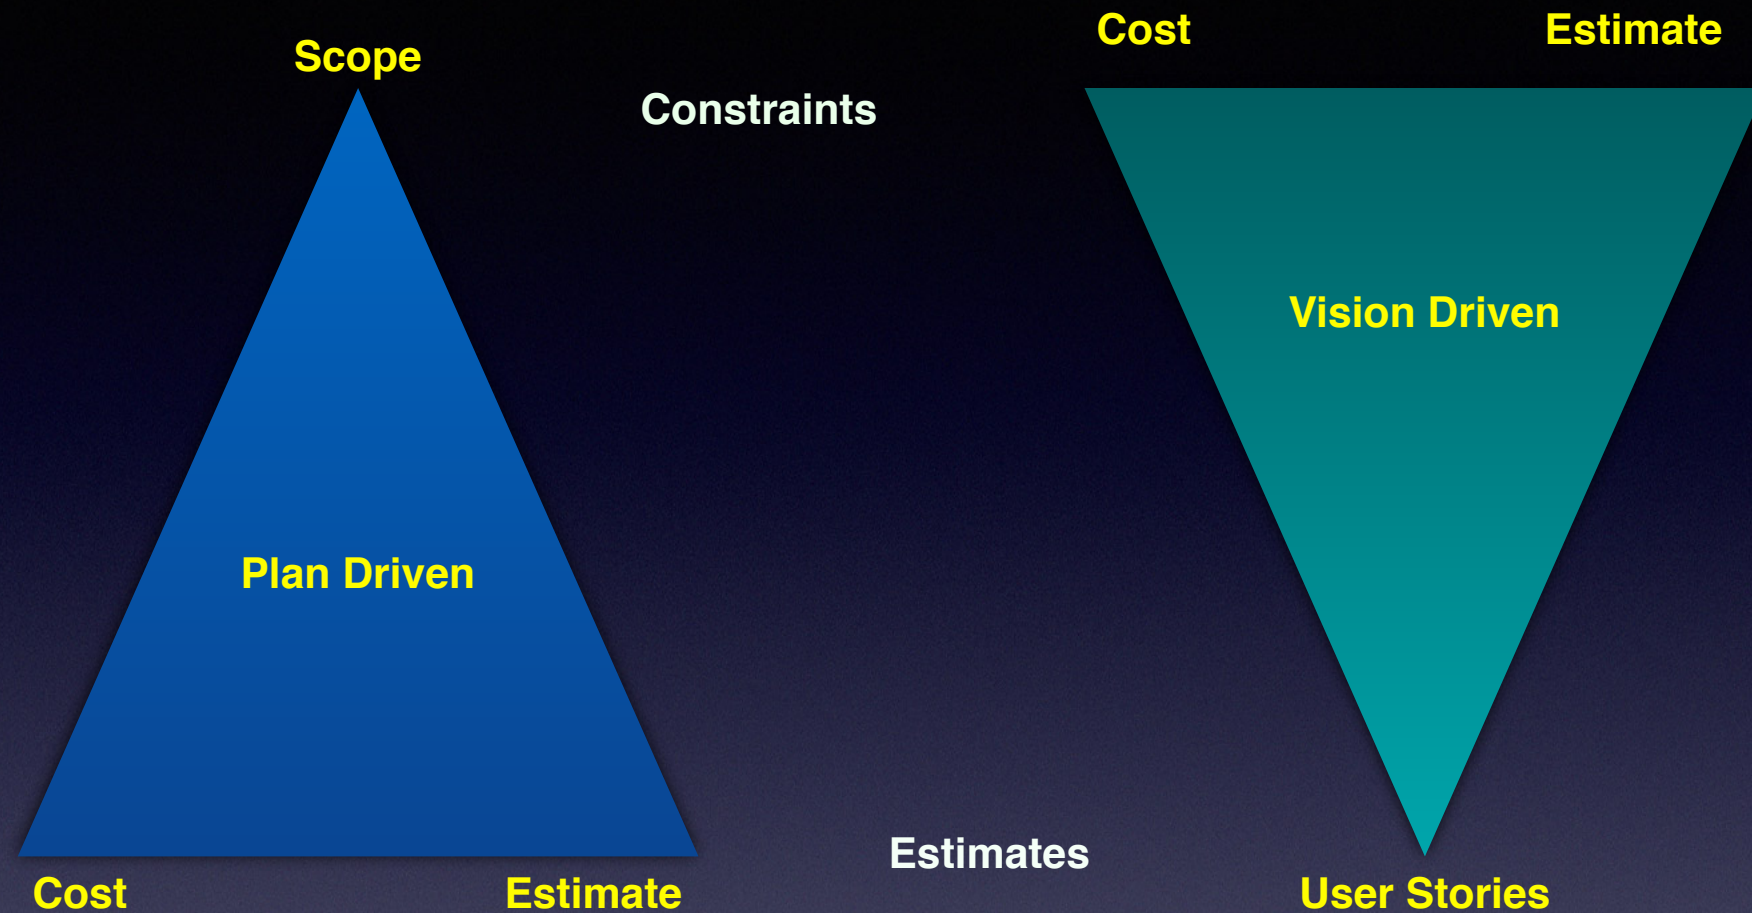 Cost
Estimate
Scope
Constraints
Vision Driven
Plan Driven
Estimates
Cost
Estimate
User Stories